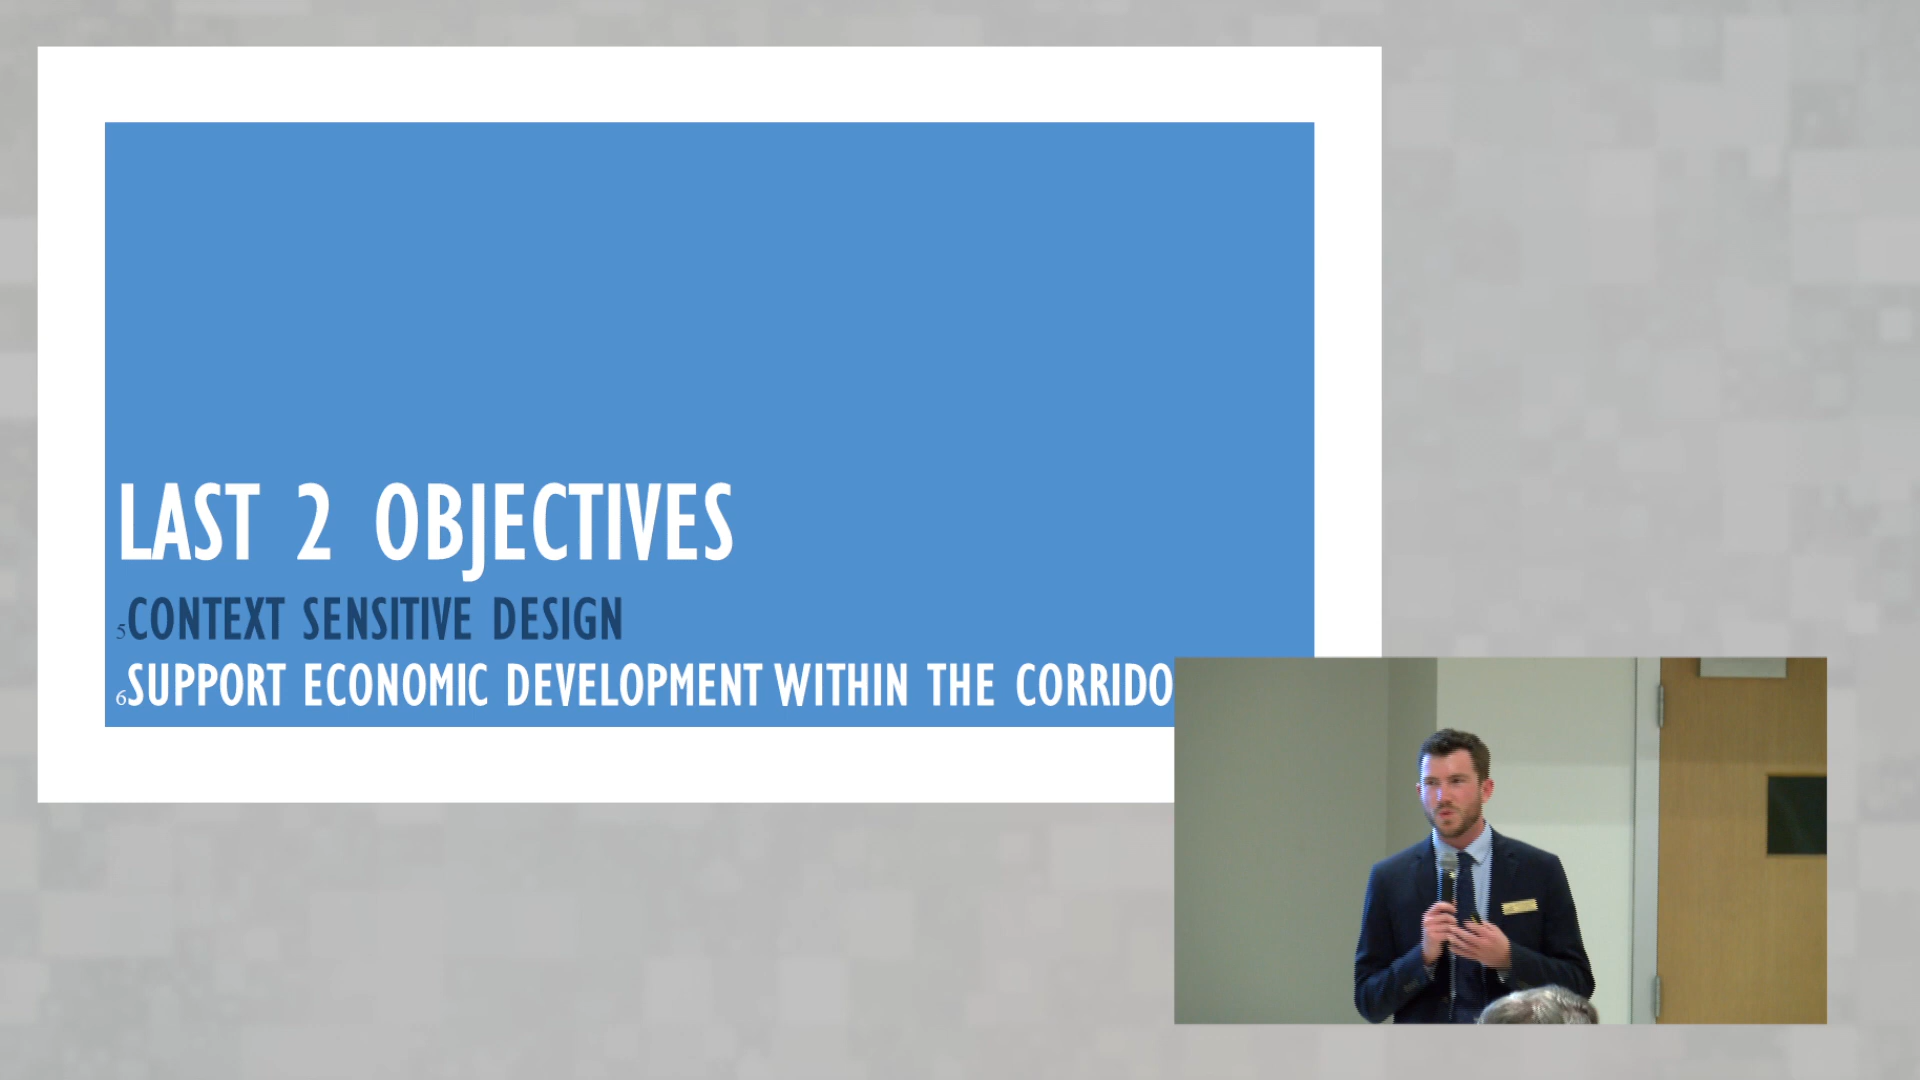 LAST 2 OBJECTIVES
5CONTEXT SENSITIVE DESIGN
6SUPPORT ECONOMIC DEVELOPMENT WITHIN THE CORRIDO